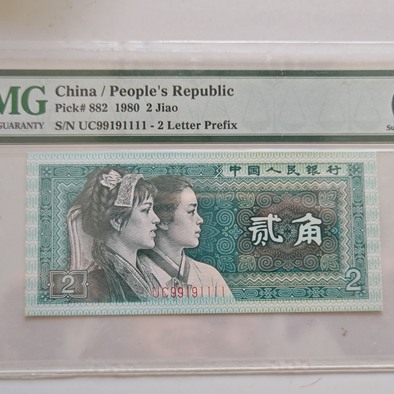 MG
GUARANTY
China / People's Republic
Pick# 882 1980 2 Jiao
S/N UC99191111 - 2 Letter Prefix
中国人民银行
贰角
2
2
UC99191111